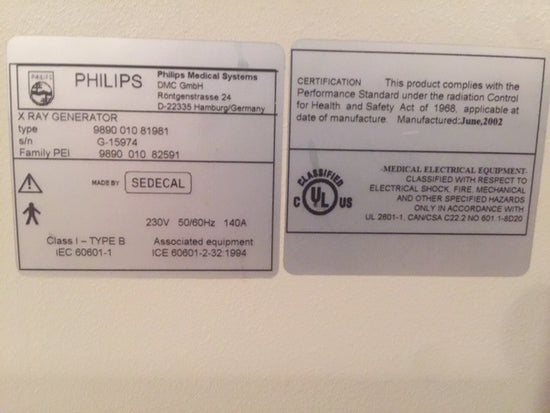 PHILIPS
PHILIPS
Philips Medical Systems
DMC GmbH
Röntgenstrasse 24
D-22335 Hamburg/Germany
X RAY GENERATOR
type 9890 010 81981
s/n G-15974
Family PEI 9890 010 82591
MADE BY SEDECAL
230V 50/60Hz 140A
Class I – TYPE B Associated equipment
IEC 60601-1 ICE 60601-2-32:1994
CERTIFICATION This product complies with the
Performance Standard under the radiation Control
for Health and Safety Act of 1968, applicable at
date of manufacture. Manufactured:June,2002
-MEDICAL ELECTRICAL EQUIPMENT-
CLASSIFIED WITH RESPECT TO
ELECTRICAL SHOCK, FIRE, MECHANICAL
AND OTHER SPECIFIED HAZARDS
ONLY IN ACCORDANCE WITH
UL 2601-1, CAN/CSA C22.2 NO 601.1-8D20
CLASSIFIED
C UL US